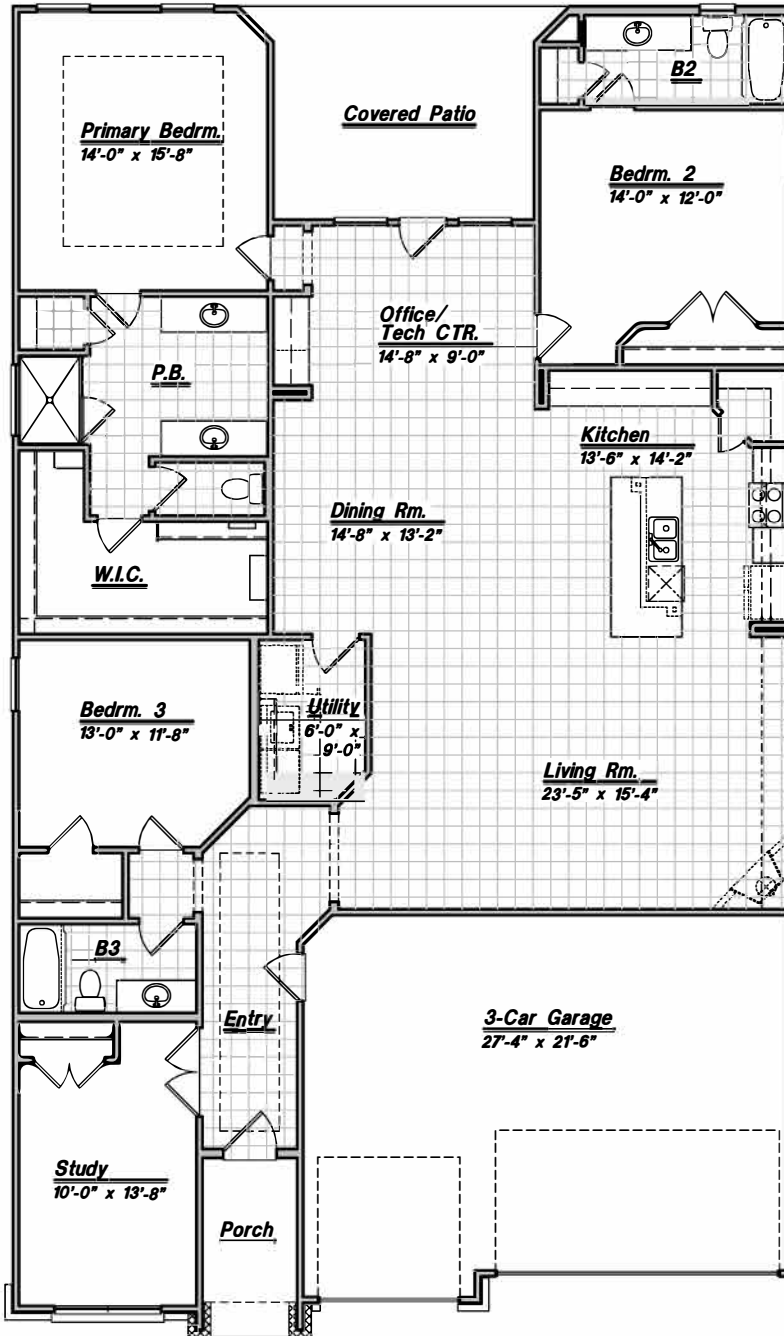 Primary Bedrm.
14'-0" x 15'-8"
Covered Patio
B2
Bedrm. 2
14'-0" x 12'-0"
Office/
Tech CTR.
14'-8" x 9'-0"
P.B.
Kitchen
13'-6" x 14'-2"
Dining Rm.
14'-8" x 13'-2"
W.I.C.
Bedrm. 3
13'-0" x 11'-8"
Utility
6'-0" x
9'-0"
Living Rm.
23'-5" x 15'-4"
B3
Entry
3-Car Garage
27'-4" x 21'-6"
Study
10'-0" x 13'-8"
Porch